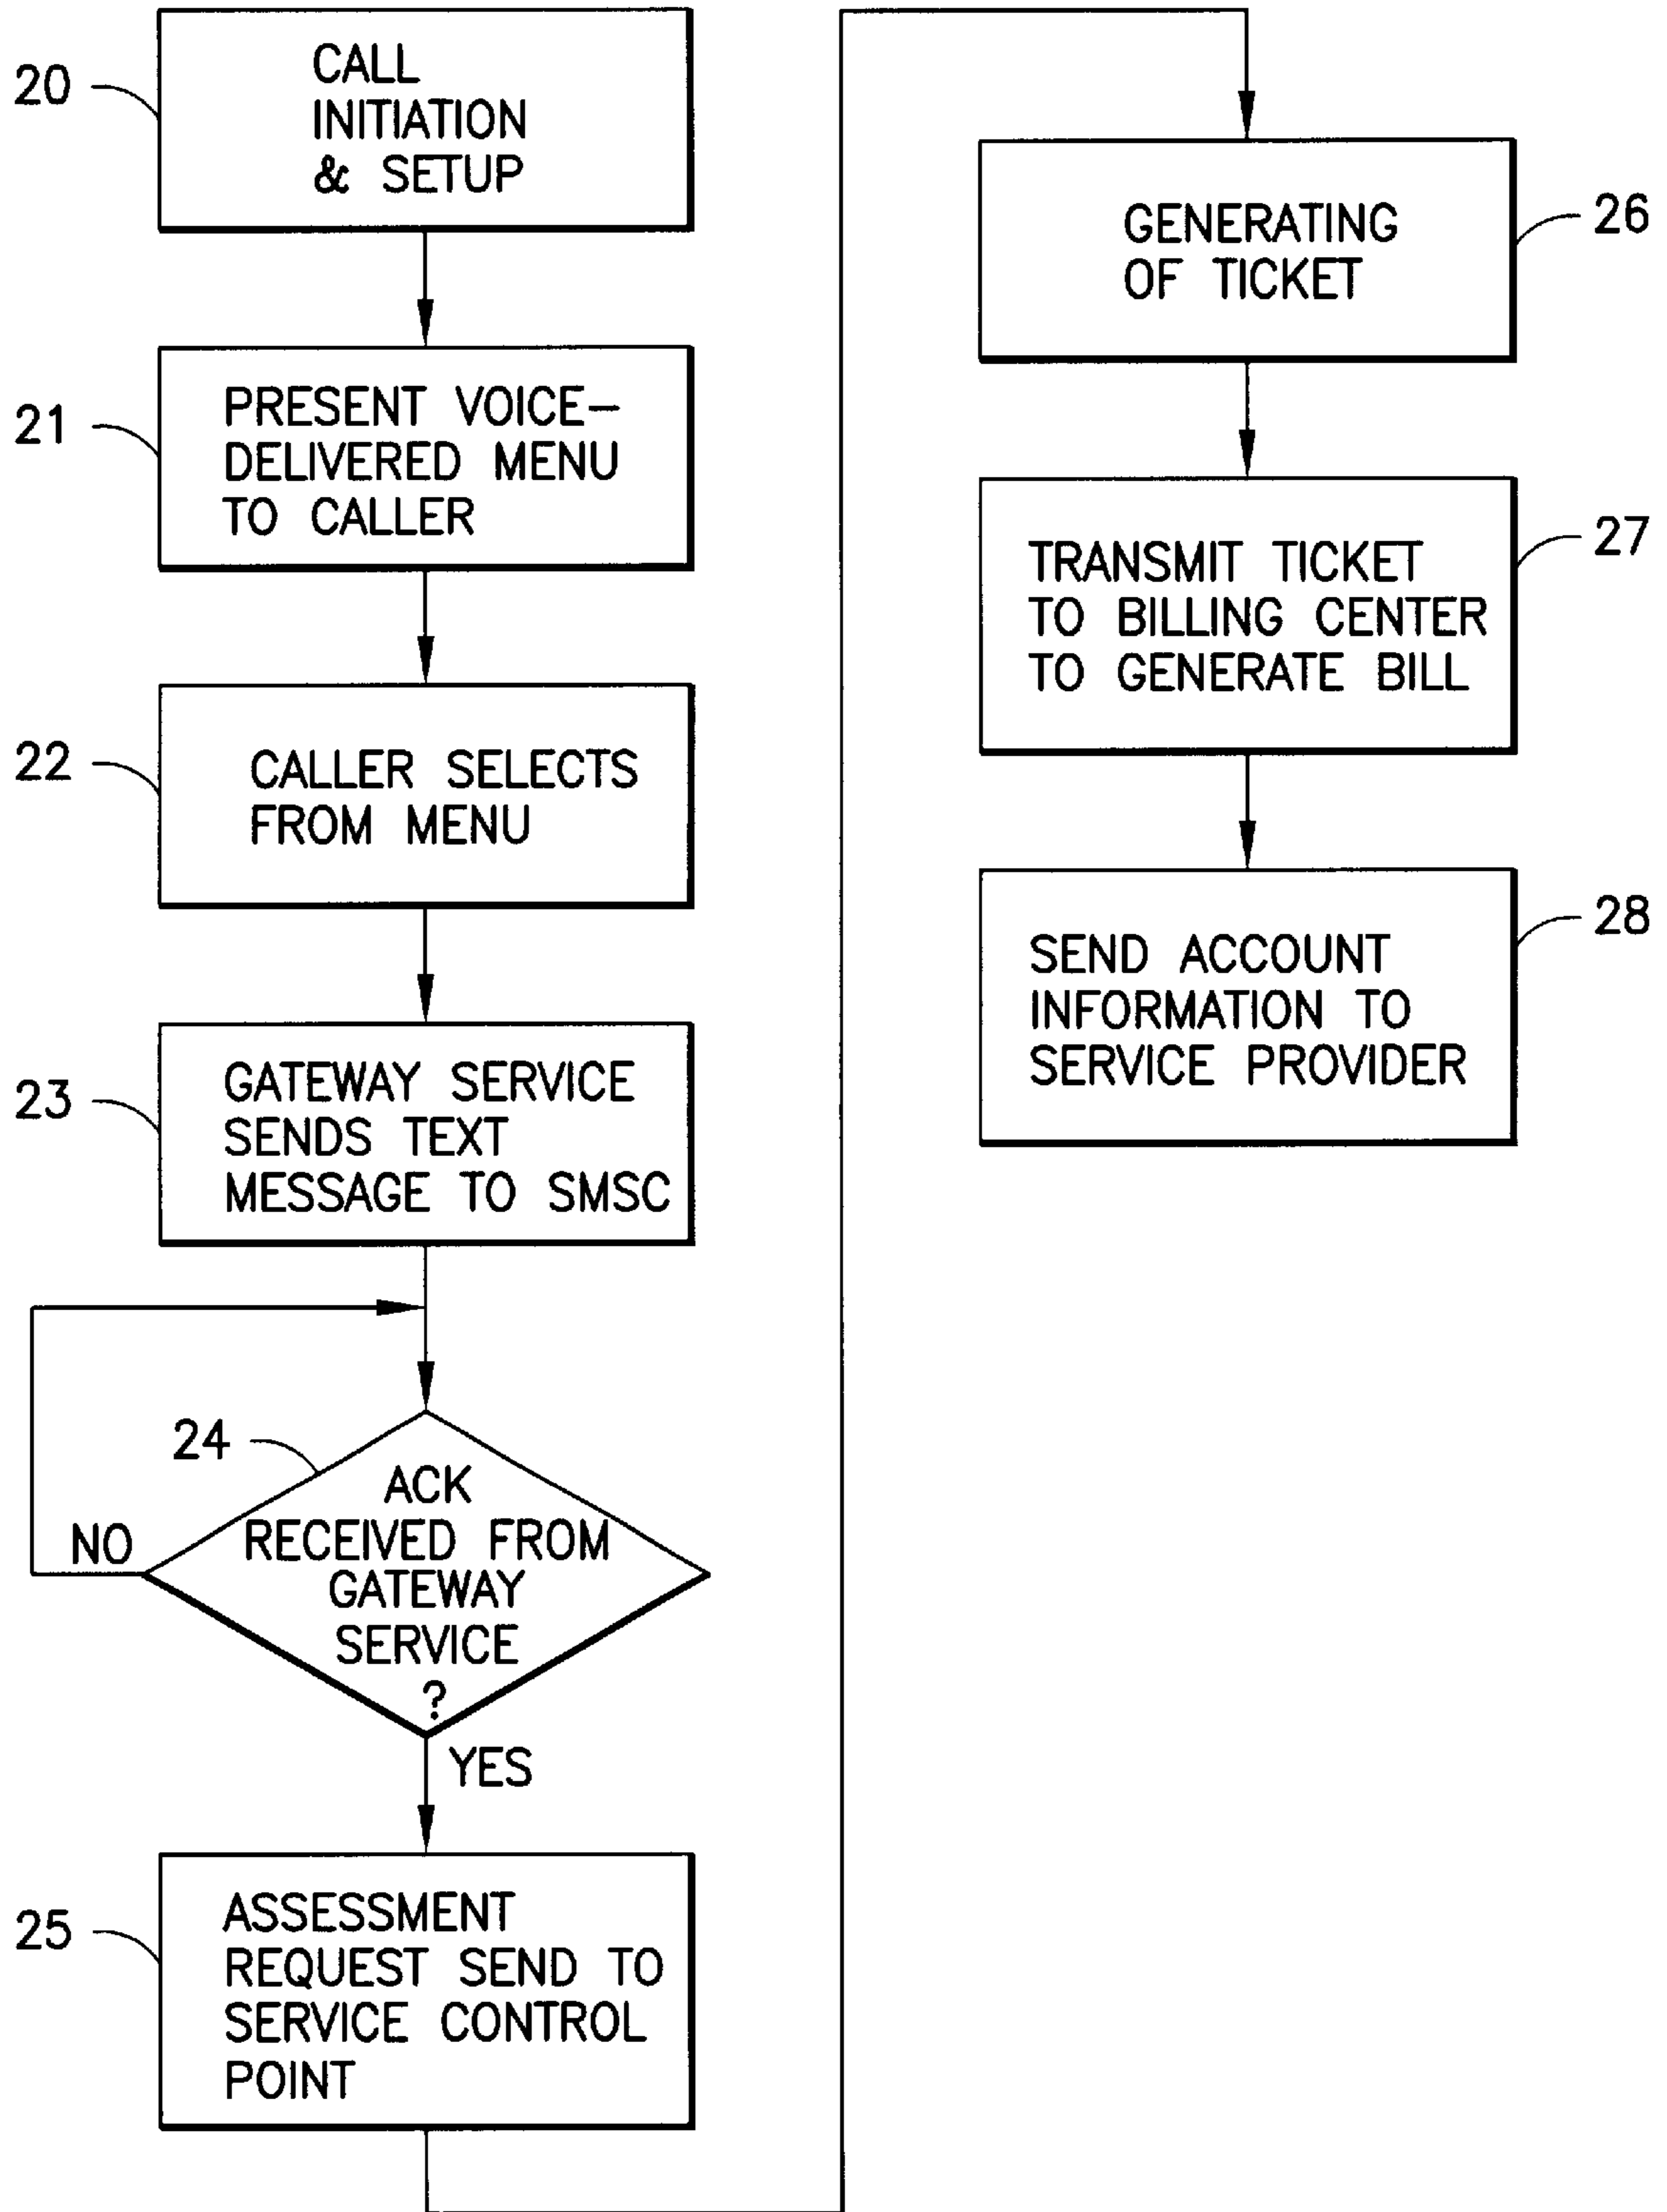 20
CALL
INITIATION
& SETUP
21
PRESENT VOICE-
DELIVERED MENU
TO CALLER
22
CALLER SELECTS
FROM MENU
23
GATEWAY SERVICE
SENDS TEXT
MESSAGE TO SMSC
24
ACK
RECEIVED FROM
GATEWAY
SERVICE
?
NO
YES
25
ASSESSMENT
REQUEST SEND TO
SERVICE CONTROL
POINT
GENERATING
OF TICKET
26
TRANSMIT TICKET
TO BILLING CENTER
TO GENERATE BILL
27
SEND ACCOUNT
INFORMATION TO
SERVICE PROVIDER
28